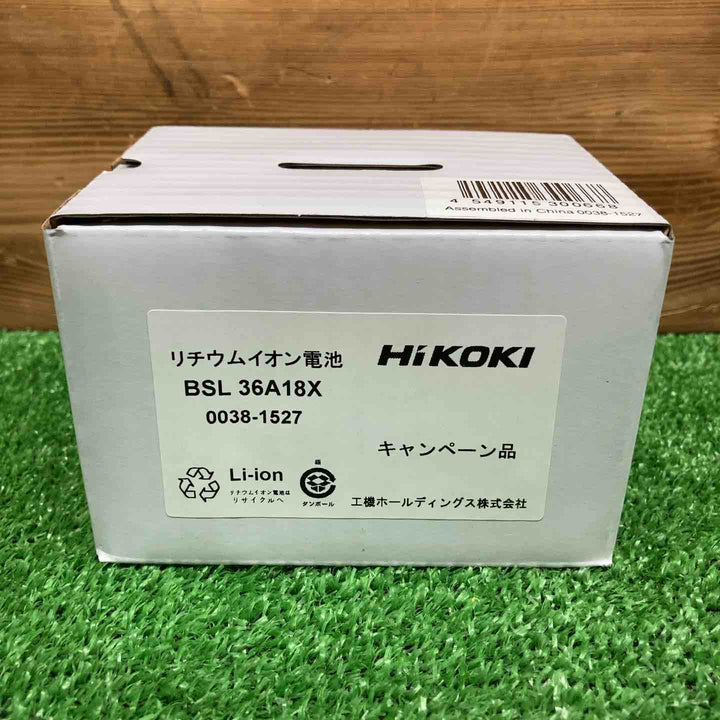 4 549115 300668
Assembled in China 0038-1527
リチウムイオン電池
HiKOKI
BSL 36A18X
0038-1527
キャンペーン品
Li-ion
リチウムイオン電池は
リサイクルへ
箱
ダンボール
工機ホールディングス株式会社